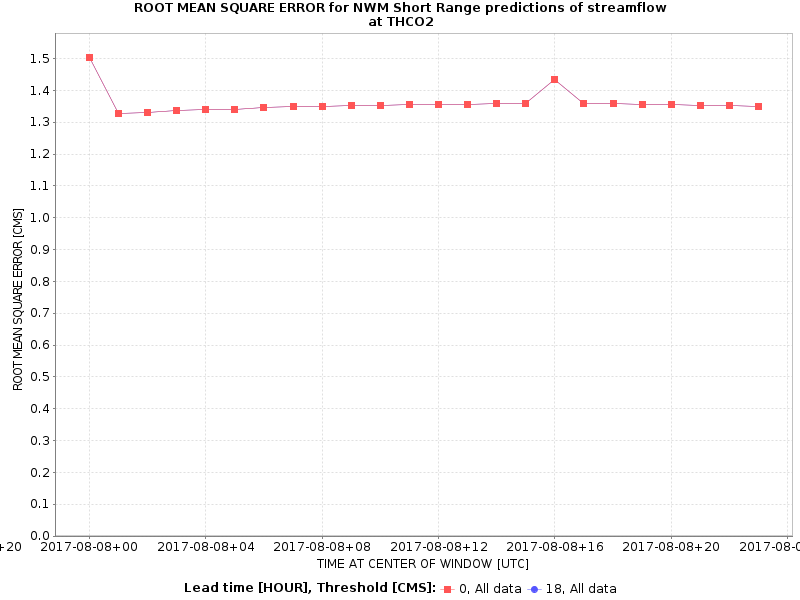 ROOT MEAN SQUARE ERROR for NWM Short Range predictions of streamflow
at THCO2
ROOT MEAN SQUARE ERROR [CMS]
1.5
1.4
1.3
1.2
1.1
1.0
0.9
0.8
0.7
0.6
0.5
0.4
0.3
0.2
0.1
0.0
+20 2017-08-08+00 2017-08-08+04 2017-08-08+08 2017-08-08+12 2017-08-08+16 2017-08-08+20 2017-08-0
TIME AT CENTER OF WINDOW [UTC]
Lead time [HOUR], Threshold [CMS]: 0, All data 18, All data